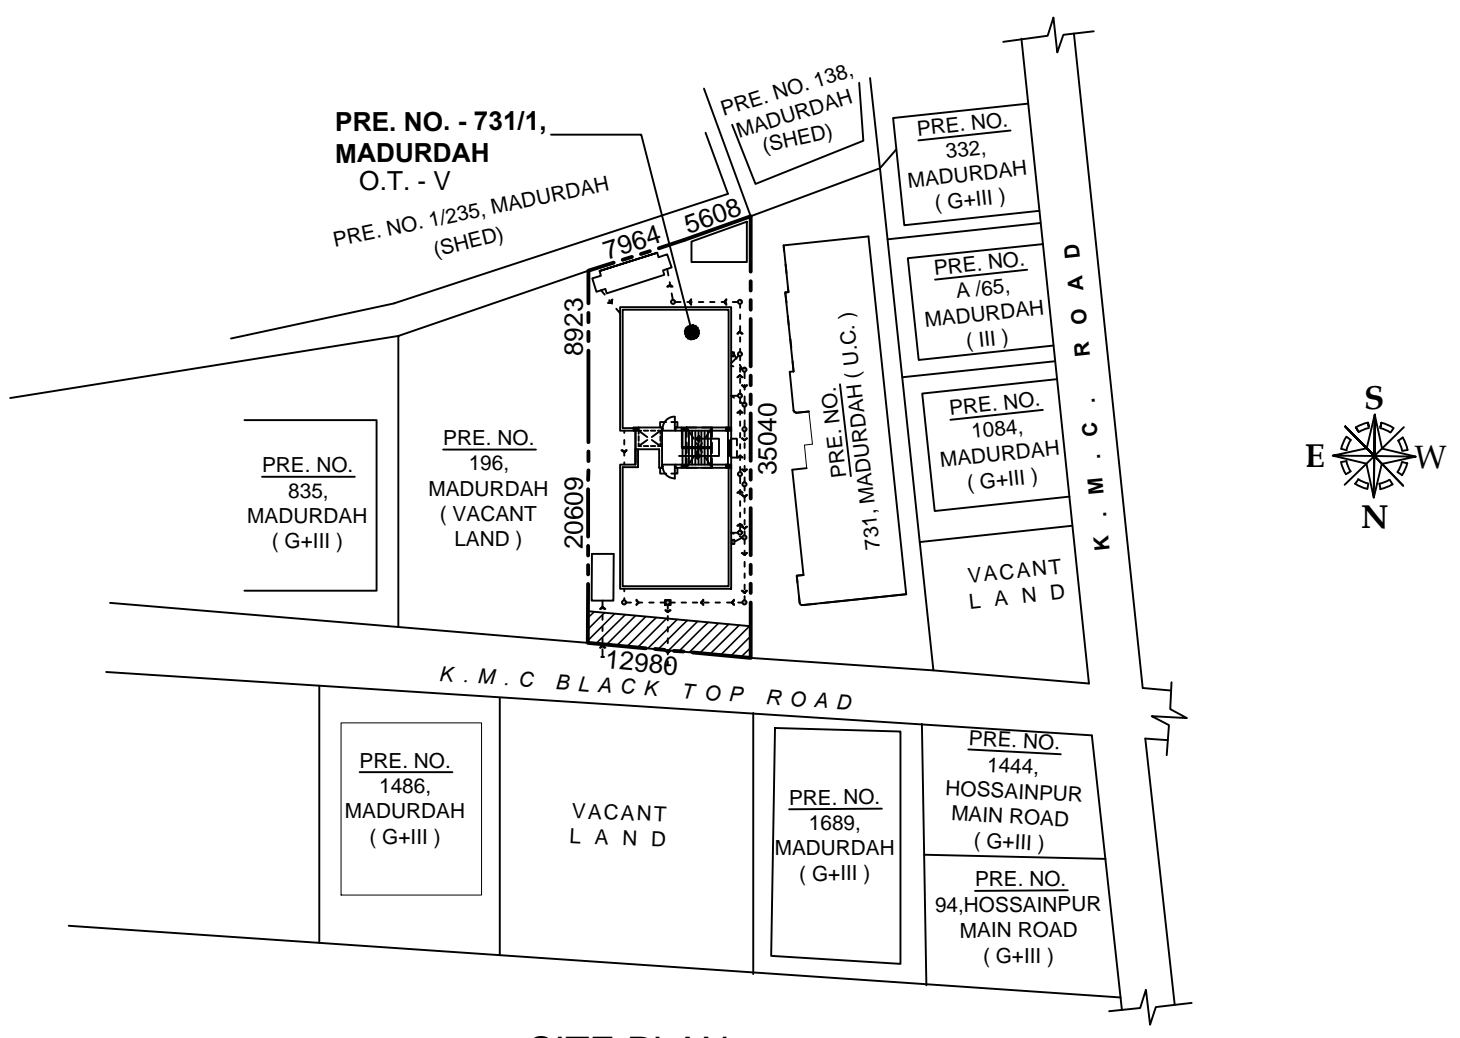 PRE. NO. - 731/1,
MADURDAH
O.T. - V
PRE. NO. 1/235, MADURDAH
(SHED)
PRE. NO. 138,
MADURDAH
(SHED)
7964
5608
8923
20609
35040
12980
PRE. NO.
332,
MADURDAH
( G+III )
PRE. NO.
A /65,
MADURDAH
( III )
PRE. NO.
1084,
MADURDAH
( G+III )
VACANT
LAND
PRE. NO.
731, MADURDAH ( U.C. )
K.M.C. ROAD
PRE. NO.
835,
MADURDAH
( G+III )
PRE. NO.
196,
MADURDAH
( VACANT
LAND )
S
E W
N
K.M.C BLACK TOP ROAD
PRE. NO.
1486,
MADURDAH
( G+III )
VACANT
LAND
PRE. NO.
1689,
MADURDAH
( G+III )
PRE. NO.
1444,
HOSSAINPUR
MAIN ROAD
( G+III )
PRE. NO.
94,HOSSAINPUR
MAIN ROAD
( G+III )
SITE PLAN